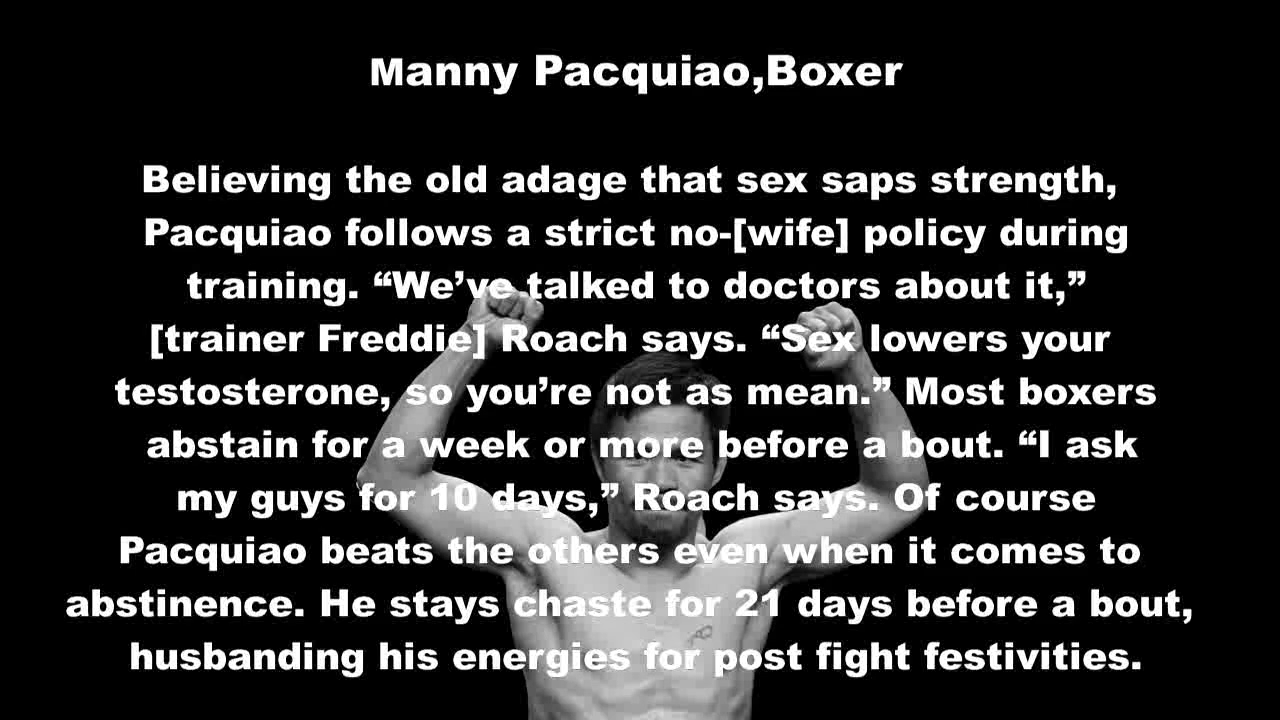 Manny Pacquiao,Boxer
Believing the old adage that sex saps strength,
Pacquiao follows a strict no-[wife] policy during
training. “We’ve talked to doctors about it,”
[trainer Freddie] Roach says. “Sex lowers your
testosterone, so you’re not as mean.” Most boxers
abstain for a week or more before a bout. “I ask
my guys for 10 days,” Roach says. Of course
Pacquiao beats the others even when it comes to
abstinence. He stays chaste for 21 days before a bout,
husbanding his energies for post fight festivities.